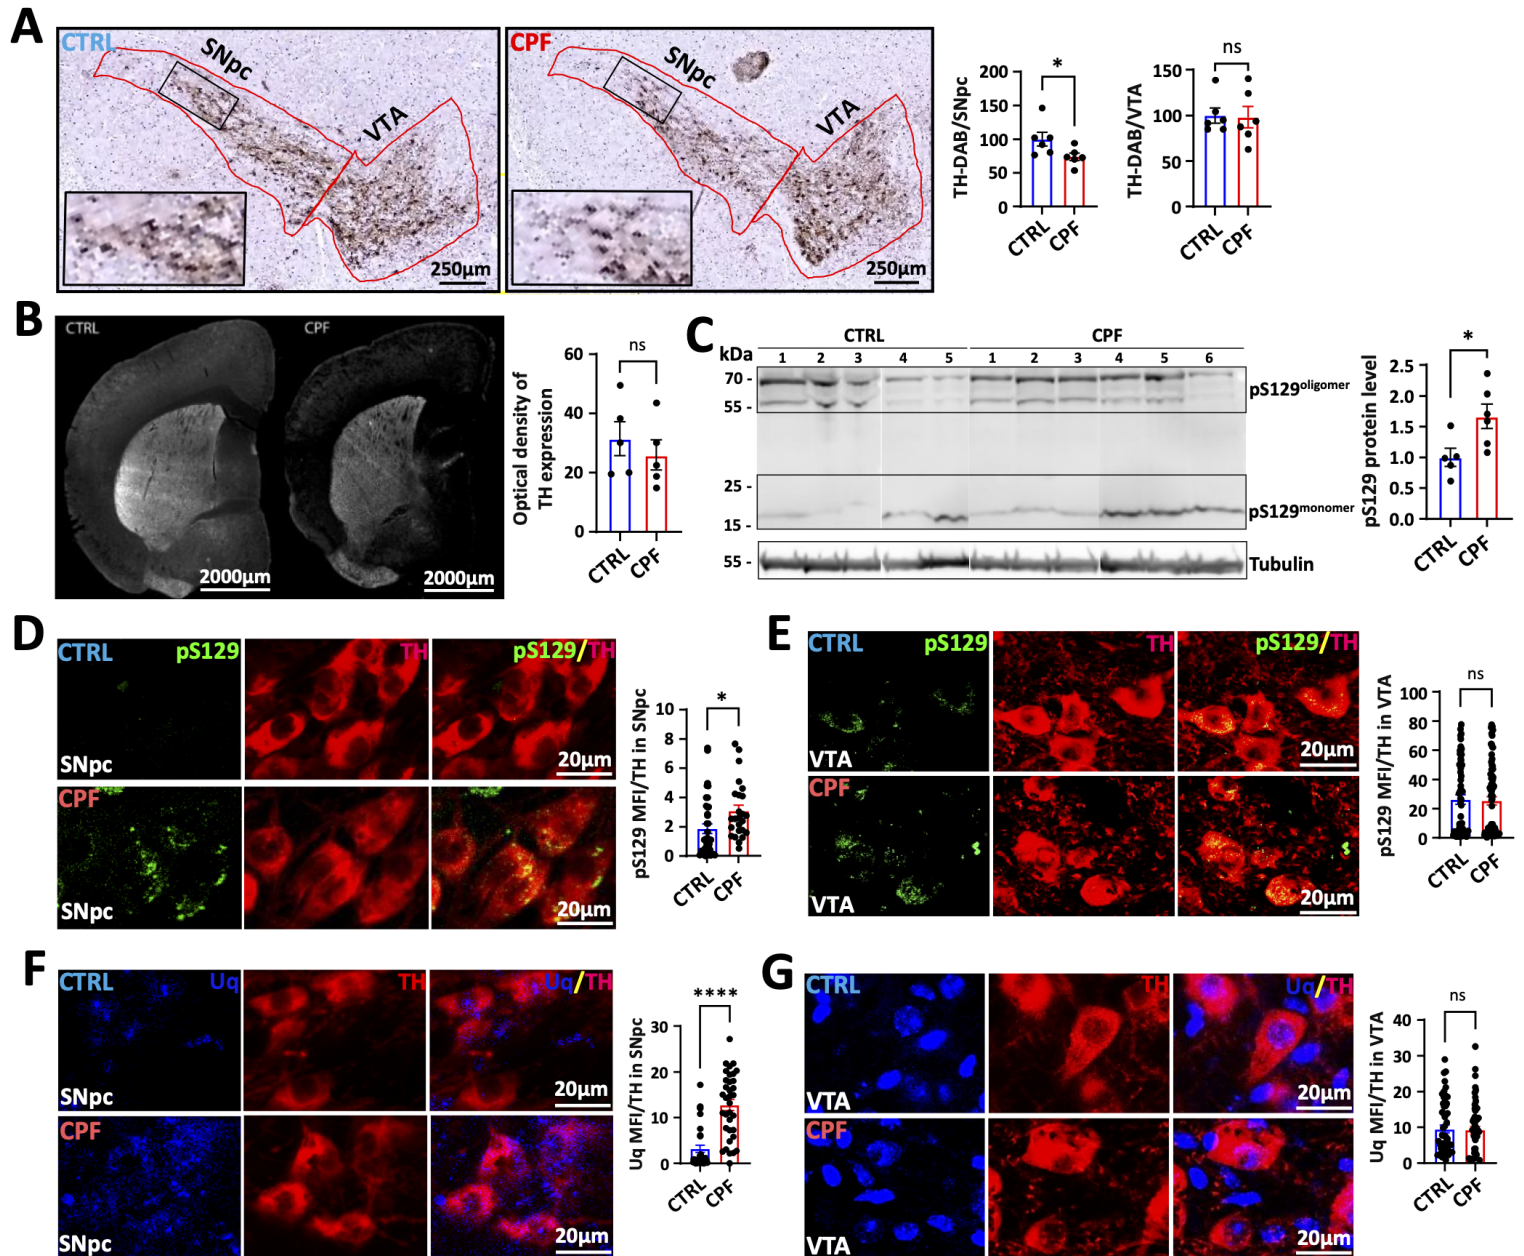 A
CTRL
SNpc
VTA
250µm
CPF
SNpc
VTA
250µm
TH-DAB/SNpc
200
150
100
50
0
*
CTRL
CPF
TH-DAB/VTA
150
100
50
0
ns
CTRL
CPF
B
CTRL
CPF
2000µm
2000µm
Optical density of
TH expression
60
40
20
0
ns
CTRL
CPF
C
CTRL
CPF
kDa
1 2 3 4 5 1 2 3 4 5 6
70 -
55 -
pS129oligomer
25 -
15 -
pS129monomer
55 -
Tubulin
pS129 protein level
2.5
2.0
1.5
1.0
0.5
0.0
*
CTRL
CPF
D
CTRL
pS129
TH
pS129/TH
SNpc
20µm
CPF
SNpc
20µm
pS129 MFI/TH in SNpc
10
8
6
4
2
0
*
CTRL
CPF
E
CTRL
pS129
TH
pS129/TH
VTA
20µm
CPF
VTA
20µm
pS129 MFI/TH in VTA
100
80
60
40
20
0
ns
CTRL
CPF
F
CTRL
Uq
TH
Uq/TH
SNpc
20µm
CPF
SNpc
20µm
Uq MFI/TH in SNpc
30
20
10
0
****
CTRL
CPF
G
CTRL
TH
Uq/TH
VTA
20µm
CPF
VTA
20µm
Uq MFI/TH in VTA
40
30
20
10
0
ns
CTRL
CPF